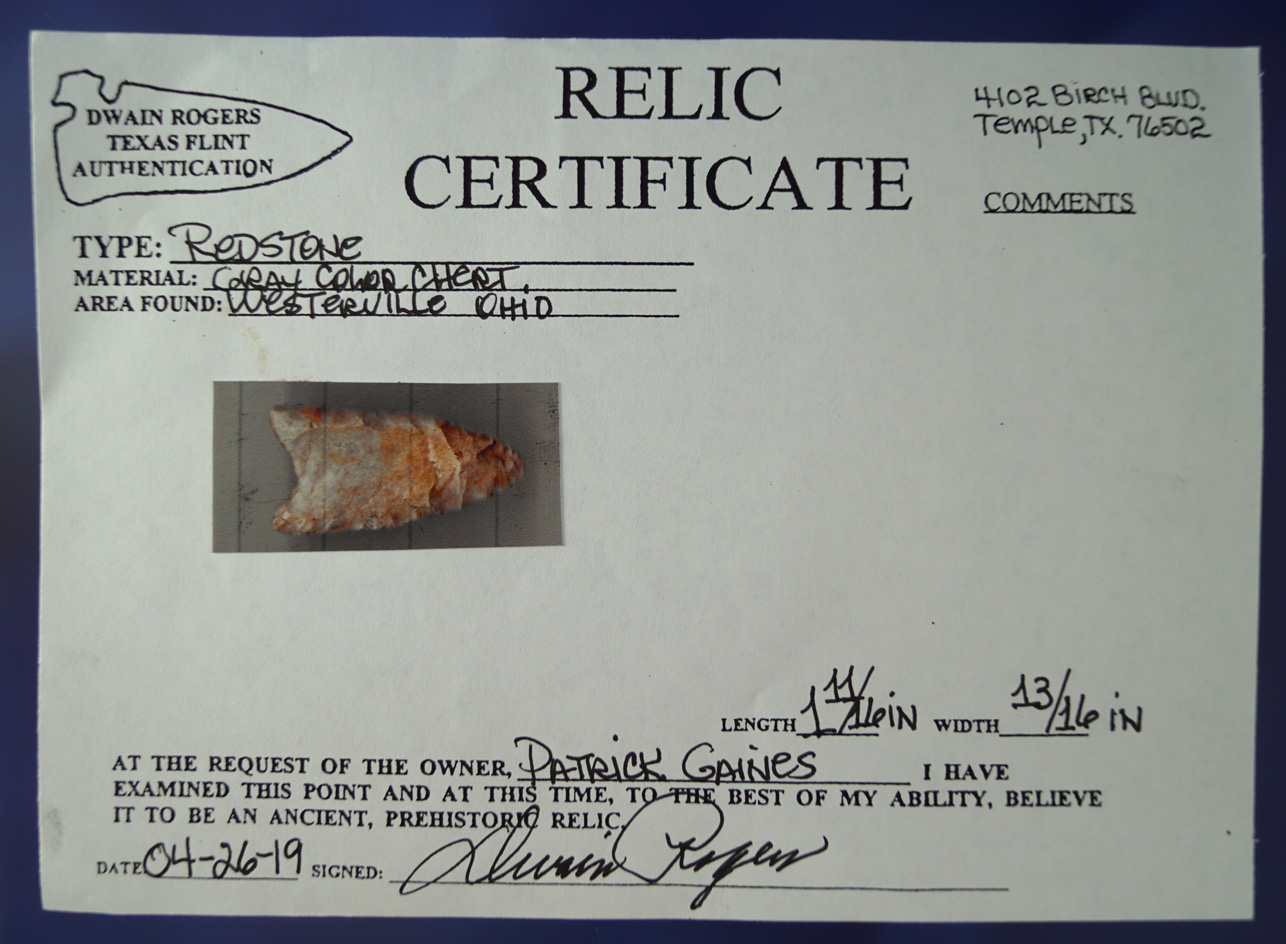 DWAIN ROGERS
TEXAS FLINT
AUTHENTICATION
RELIC
CERTIFICATE
4102 BIRCH BLVD.
TEMPLE, TX. 76502
COMMENTS
TYPE: REDSTONE
MATERIAL: GRAY COLOR CHERT.
AREA FOUND: WESTERVILLE OHIO
LENGTH 1 11/16 IN WIDTH 13/16 IN
AT THE REQUEST OF THE OWNER, PATRICK GAINES I HAVE
EXAMINED THIS POINT AND AT THIS TIME, TO THE BEST OF MY ABILITY, BELIEVE
IT TO BE AN ANCIENT, PREHISTORIC RELIC.
DATE 04-26-19 SIGNED: Dwain Rogers